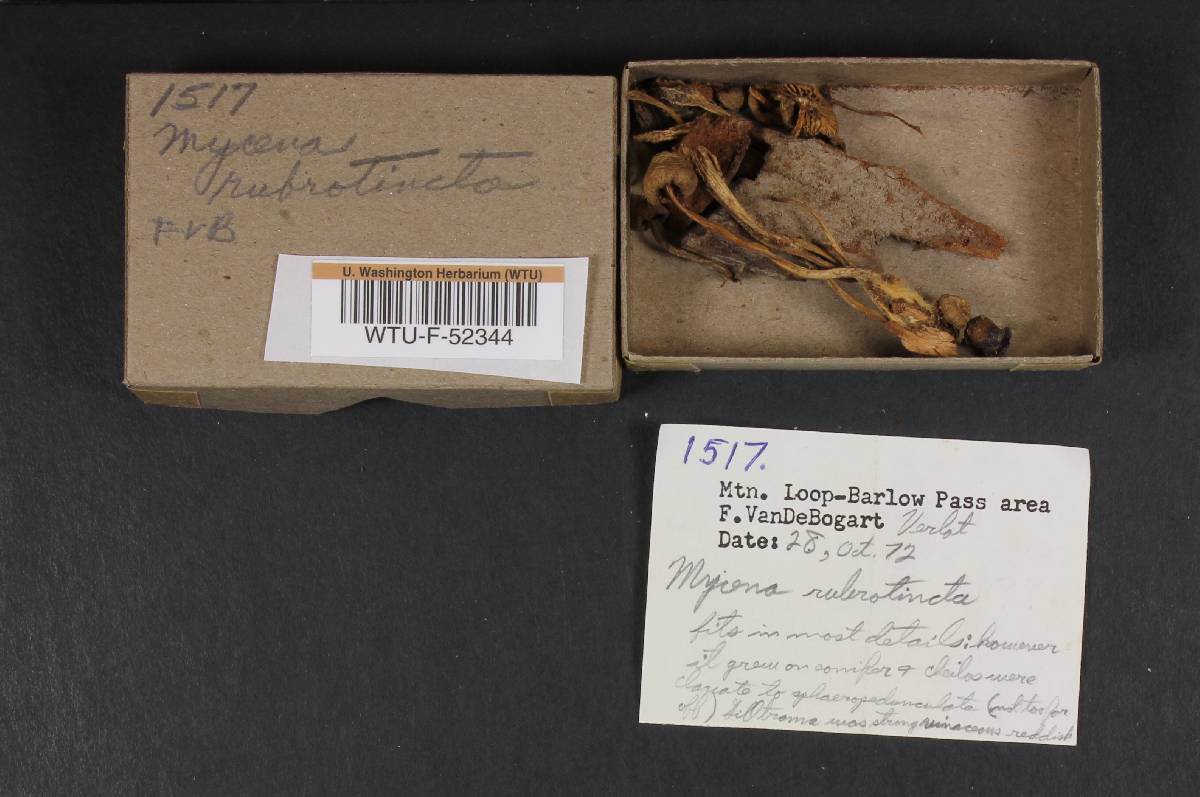 1517
Mycena
rubrotincta
FVB
U. Washington Herbarium (WTU)
WTU-F-52344
1517.
Mtn. Loop-Barlow Pass area
F.VanDeBogart Verlot
Date: 28, Oct. 72
Mycena rubrotincta
fits in most details: however
it grew on conifer & cheilos were
clavate to sphaeropedunculate (not too far
off) trama was strong vinaceous reddish